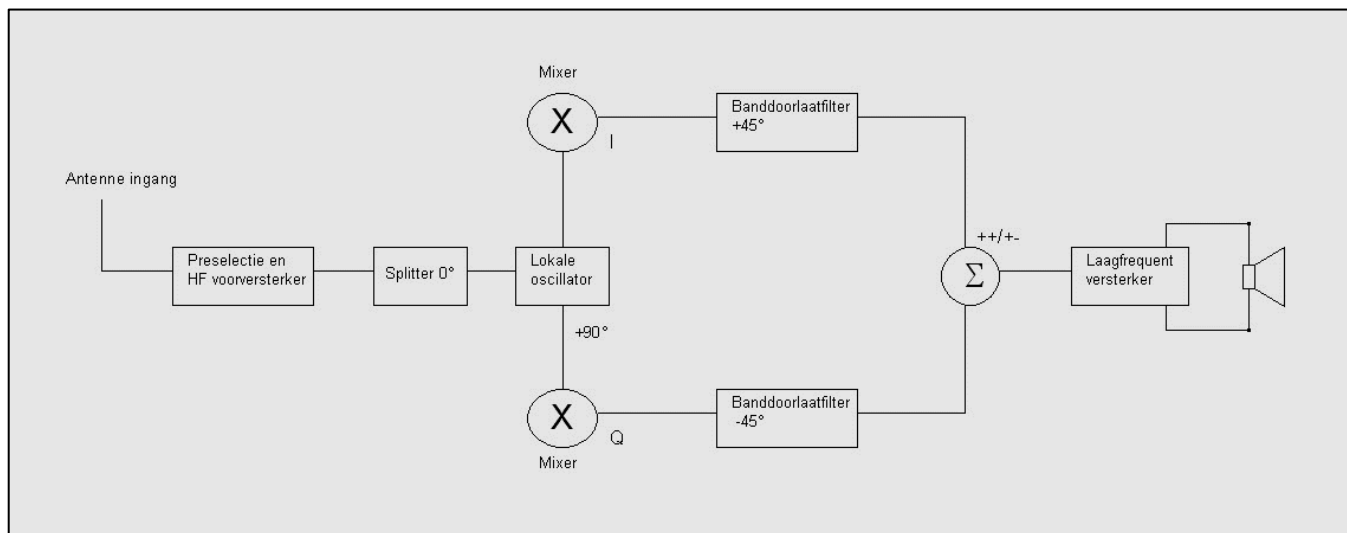 Mixer
X
I
Banddoorlaatfilter
+45°
Antenne ingang
Preselectie en
HF voorversterker
Splitter 0°
Lokale
oscillator
+90°
++/+-
Σ
Laagfrequent
versterker
X
Q
Mixer
Banddoorlaatfilter
-45°